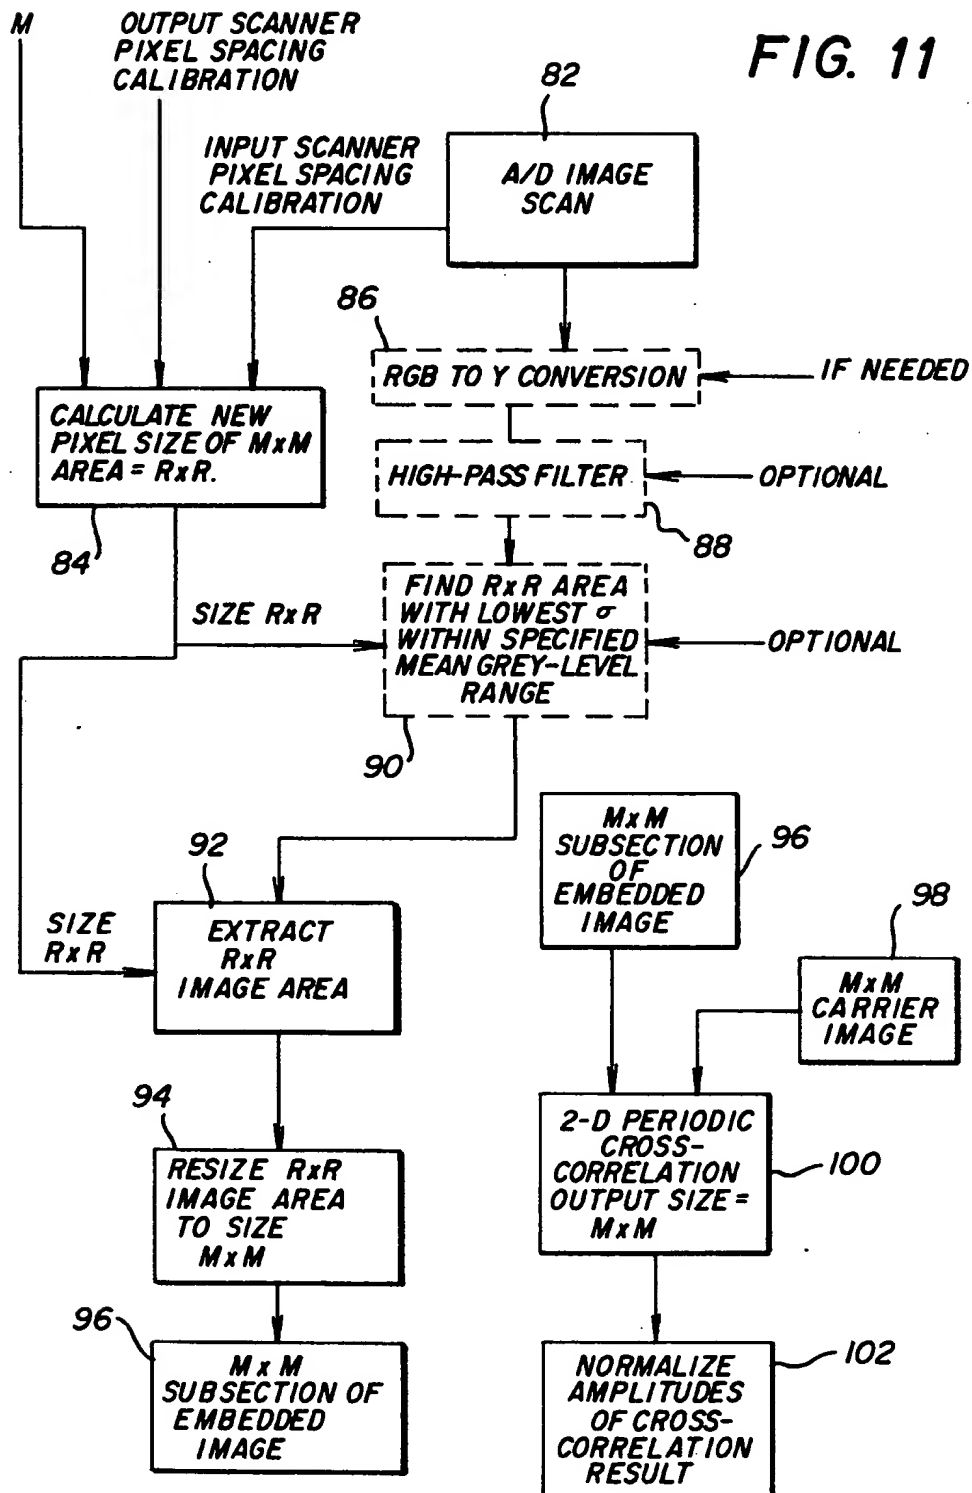 M
OUTPUT SCANNER
PIXEL SPACING
CALIBRATION
FIG. 11
82
INPUT SCANNER
PIXEL SPACING
CALIBRATION
A/D IMAGE
SCAN
86
RGB TO Y CONVERSION
IF NEEDED
CALCULATE NEW
PIXEL SIZE OF MxM
AREA = RxR.
84
HIGH-PASS FILTER
OPTIONAL
88
SIZE RxR
FIND RxR AREA
WITH LOWEST σ
WITHIN SPECIFIED
MEAN GREY-LEVEL
RANGE
OPTIONAL
90
92
SIZE
RxR
EXTRACT
RxR
IMAGE AREA
MxM
SUBSECTION
OF
EMBEDDED
IMAGE
96
98
MxM
CARRIER
IMAGE
94
RESIZE RxR
IMAGE AREA
TO SIZE
MxM
2-D PERIODIC
CROSS-
CORRELATION
OUTPUT SIZE =
MxM
100
96
MxM
SUBSECTION OF
EMBEDDED
IMAGE
102
NORMALIZE
AMPLITUDES
OF CROSS-
CORRELATION
RESULT